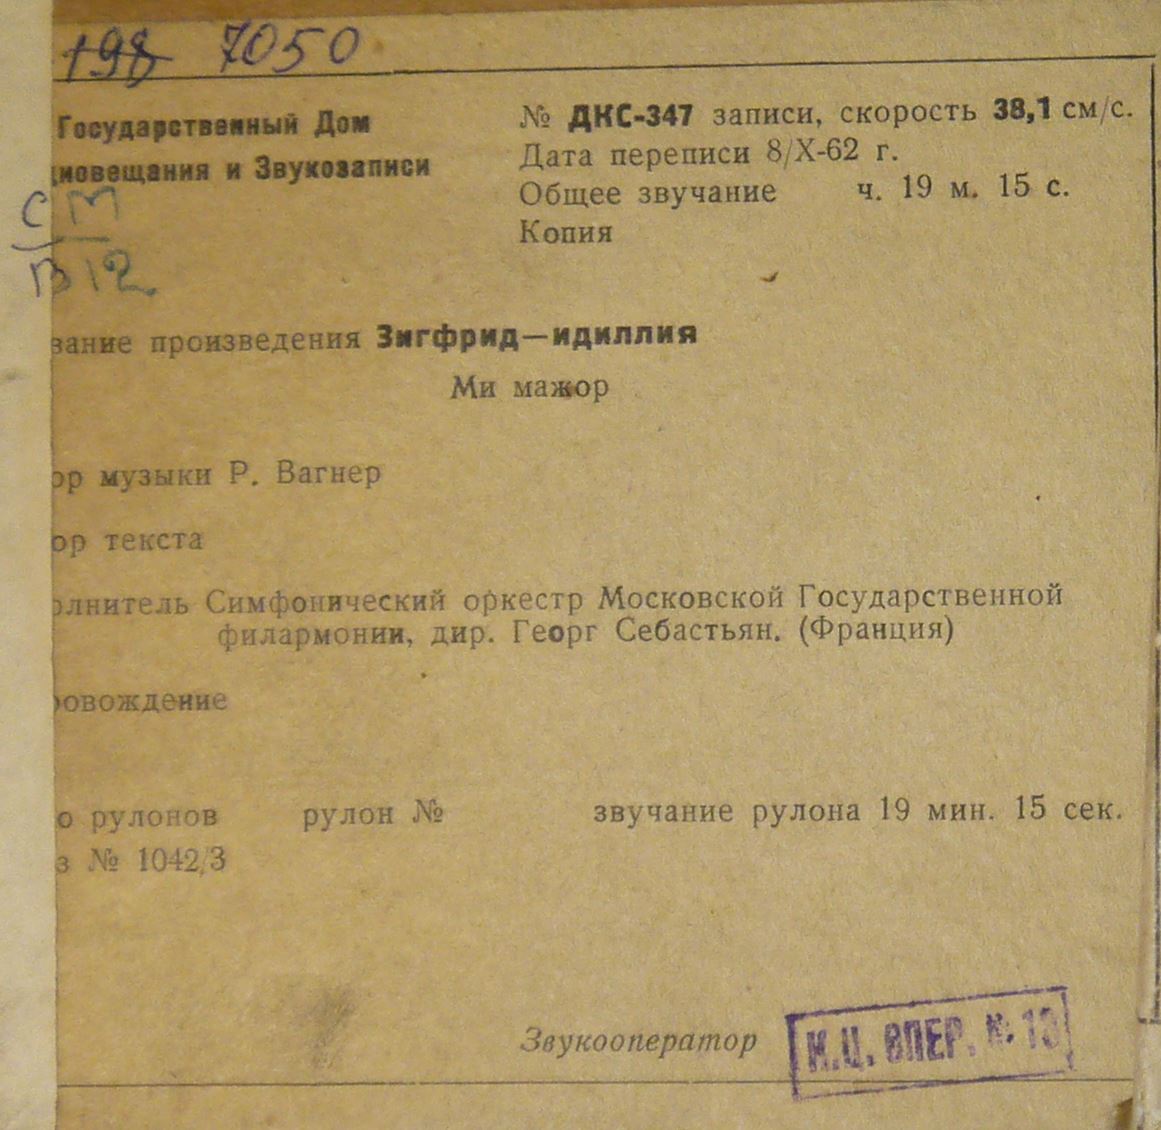 198 7050
Государственный Дом
иовещания и Звукозаписи
№ ДКС-347 записи, скорость 38,1 см/с.
Дата переписи 8/X-62 г.
Общее звучание ч. 19 м. 15 с.
Копия
СМ
В 12
вание произведения Зигфрид—идиллия
Ми мажор
ор музыки Р. Вагнер
ор текста
олнитель Симфонический оркестр Московской Государственной
филармонии, дир. Георг Себастьян. (Франция)
овождение
о рулонов рулон № звучание рулона 19 мин. 15 сек.
з № 1042/3
Звукооператор